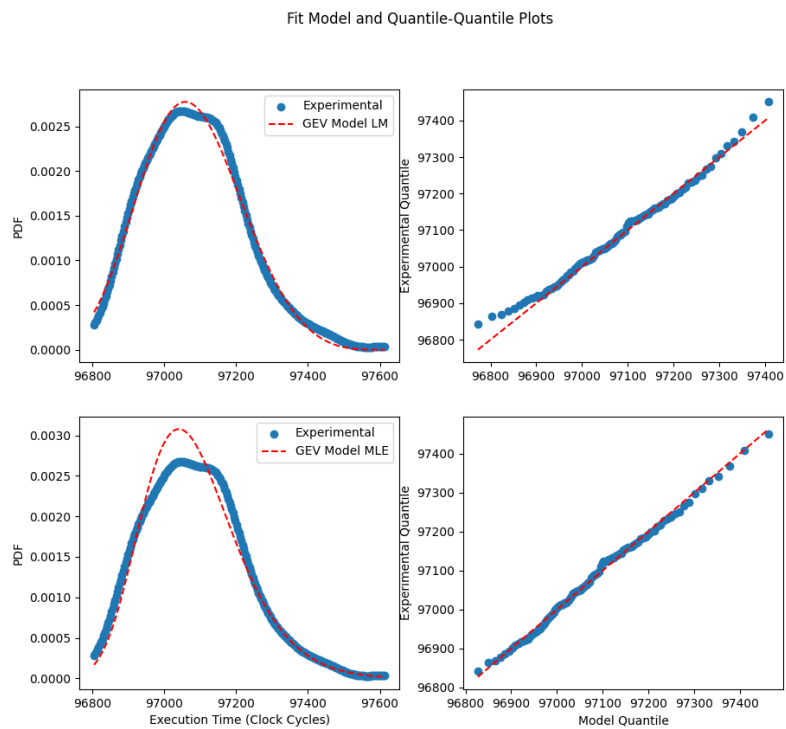 Fit Model and Quantile-Quantile Plots
PDF
0.0025
0.0020
0.0015
0.0010
0.0005
0.0000
96800 97000 97200 97400 97600
Experimental
GEV Model LM
Experimental Quantile
97400
97300
97200
97100
97000
96900
96800
96800 96900 97000 97100 97200 97300 97400
PDF
0.0030
0.0025
0.0020
0.0015
0.0010
0.0005
0.0000
96800 97000 97200 97400 97600
Execution Time (Clock Cycles)
Experimental
GEV Model MLE
Experimental Quantile
97400
97300
97200
97100
97000
96900
96800
96800 96900 97000 97100 97200 97300 97400
Model Quantile